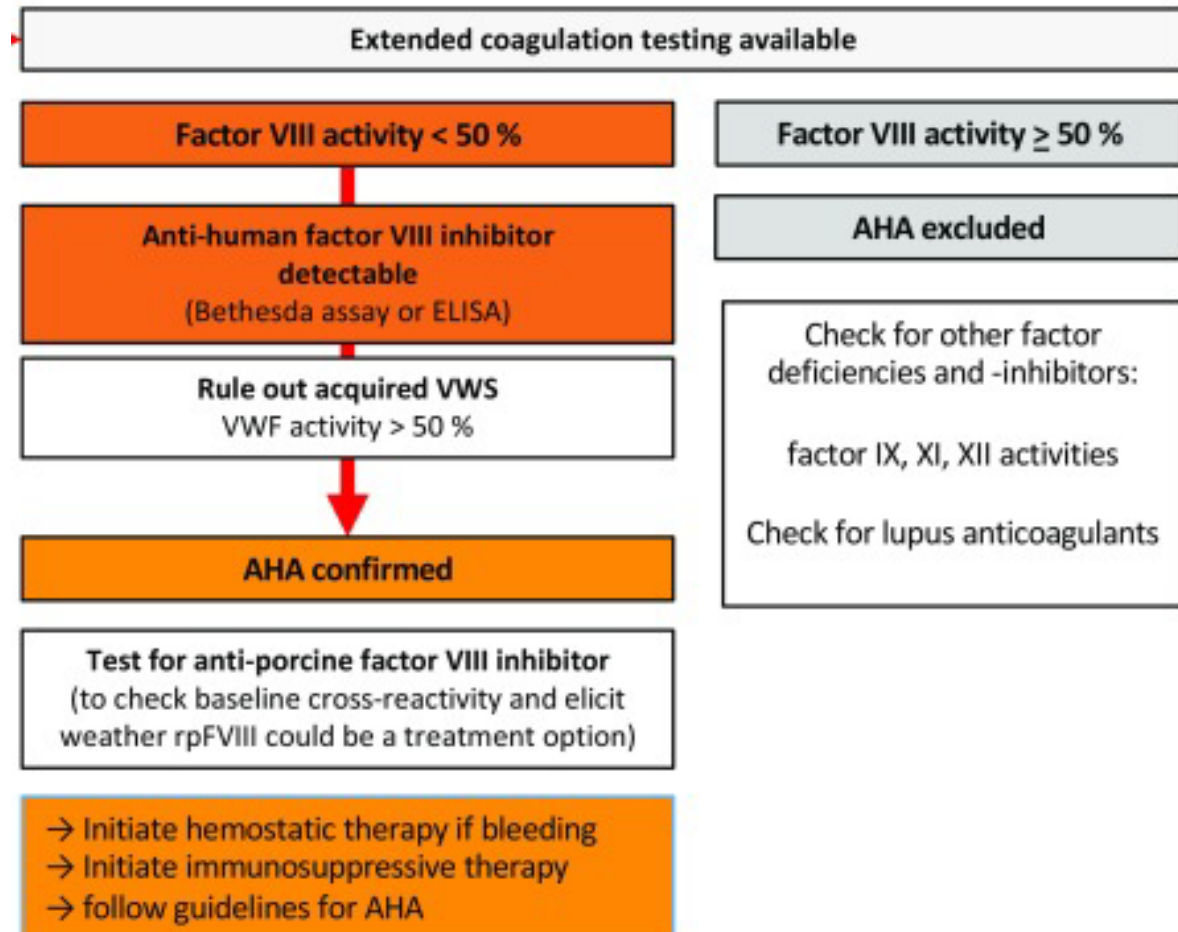 Extended coagulation testing available
Factor VIII activity < 50 %
Anti-human factor VIII inhibitor
detectable
(Bethesda assay or ELISA)
Rule out acquired VWS
VWF activity > 50 %
AHA confirmed
Test for anti-porcine factor VIII inhibitor
(to check baseline cross-reactivity and elicit
weather rpFVIII could be a treatment option)
→ Initiate hemostatic therapy if bleeding
→ Initiate immunosuppressive therapy
→ follow guidelines for AHA
Factor VIII activity ≥ 50 %
AHA excluded
Check for other factor
deficiencies and -inhibitors:
factor IX, XI, XII activities
Check for lupus anticoagulants